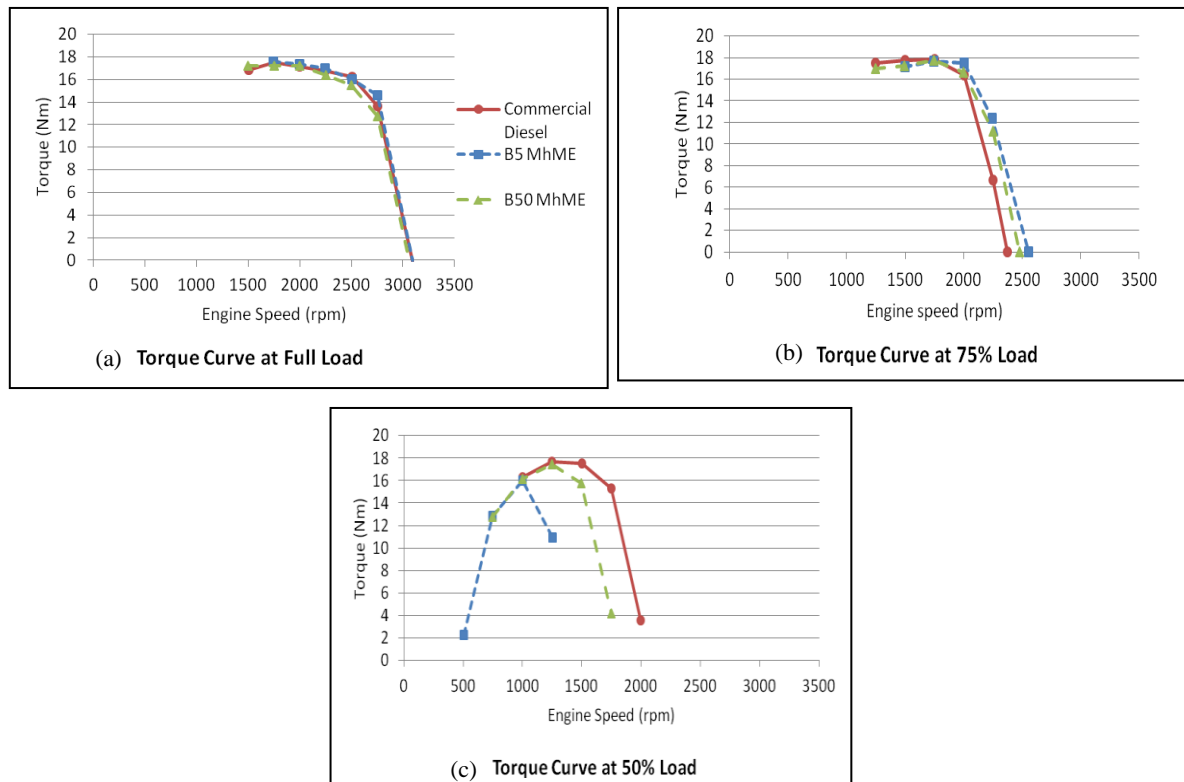 20
18
16
14
12
10
8
6
4
2
0
Torque (Nm)
0 500 1000 1500 2000 2500 3000 3500
Engine Speed (rpm)
Commercial
Diesel
B5 MhME
B50 MhME
(a) Torque Curve at Full Load
20
18
16
14
12
10
8
6
4
2
0
Torque (Nm)
0 500 1000 1500 2000 2500 3000 3500
Engine speed (rpm)
(b) Torque Curve at 75% Load
20
18
16
14
12
10
8
6
4
2
0
Torque (Nm)
0 500 1000 1500 2000 2500 3000 3500
Engine Speed (rpm)
(c) Torque Curve at 50% Load